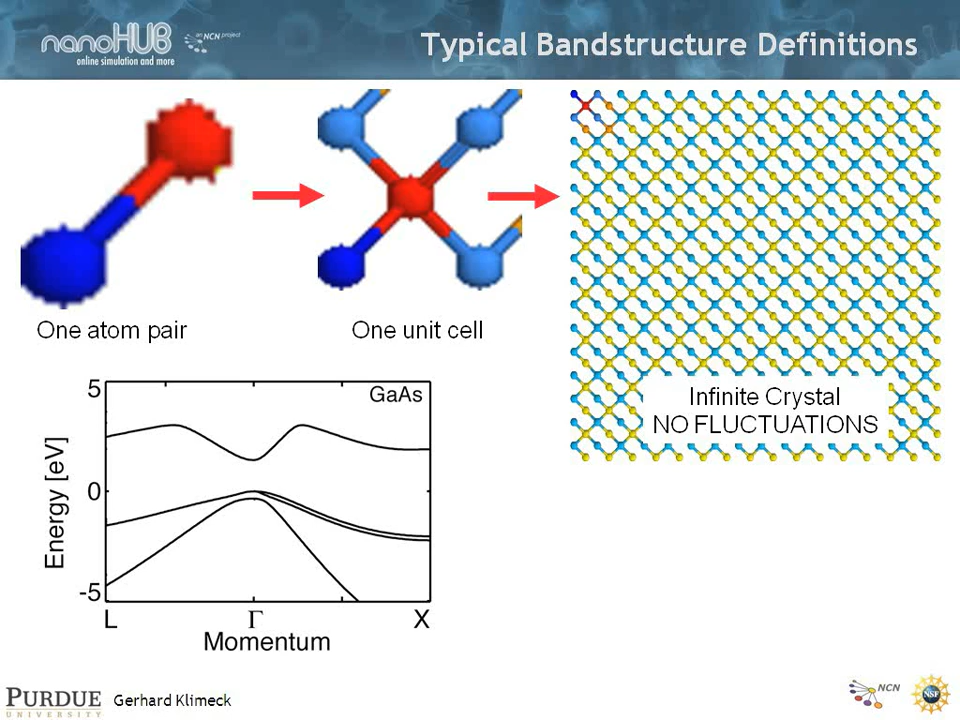 nanoHUB
an NCN project
online simulation and more
Typical Bandstructure Definitions
One atom pair
One unit cell
Infinite Crystal
NO FLUCTUATIONS
GaAs
5
0
-5
Energy [eV]
L Γ X
Momentum
PURDUE
UNIVERSITY
Gerhard Klimeck
NCN
NSF